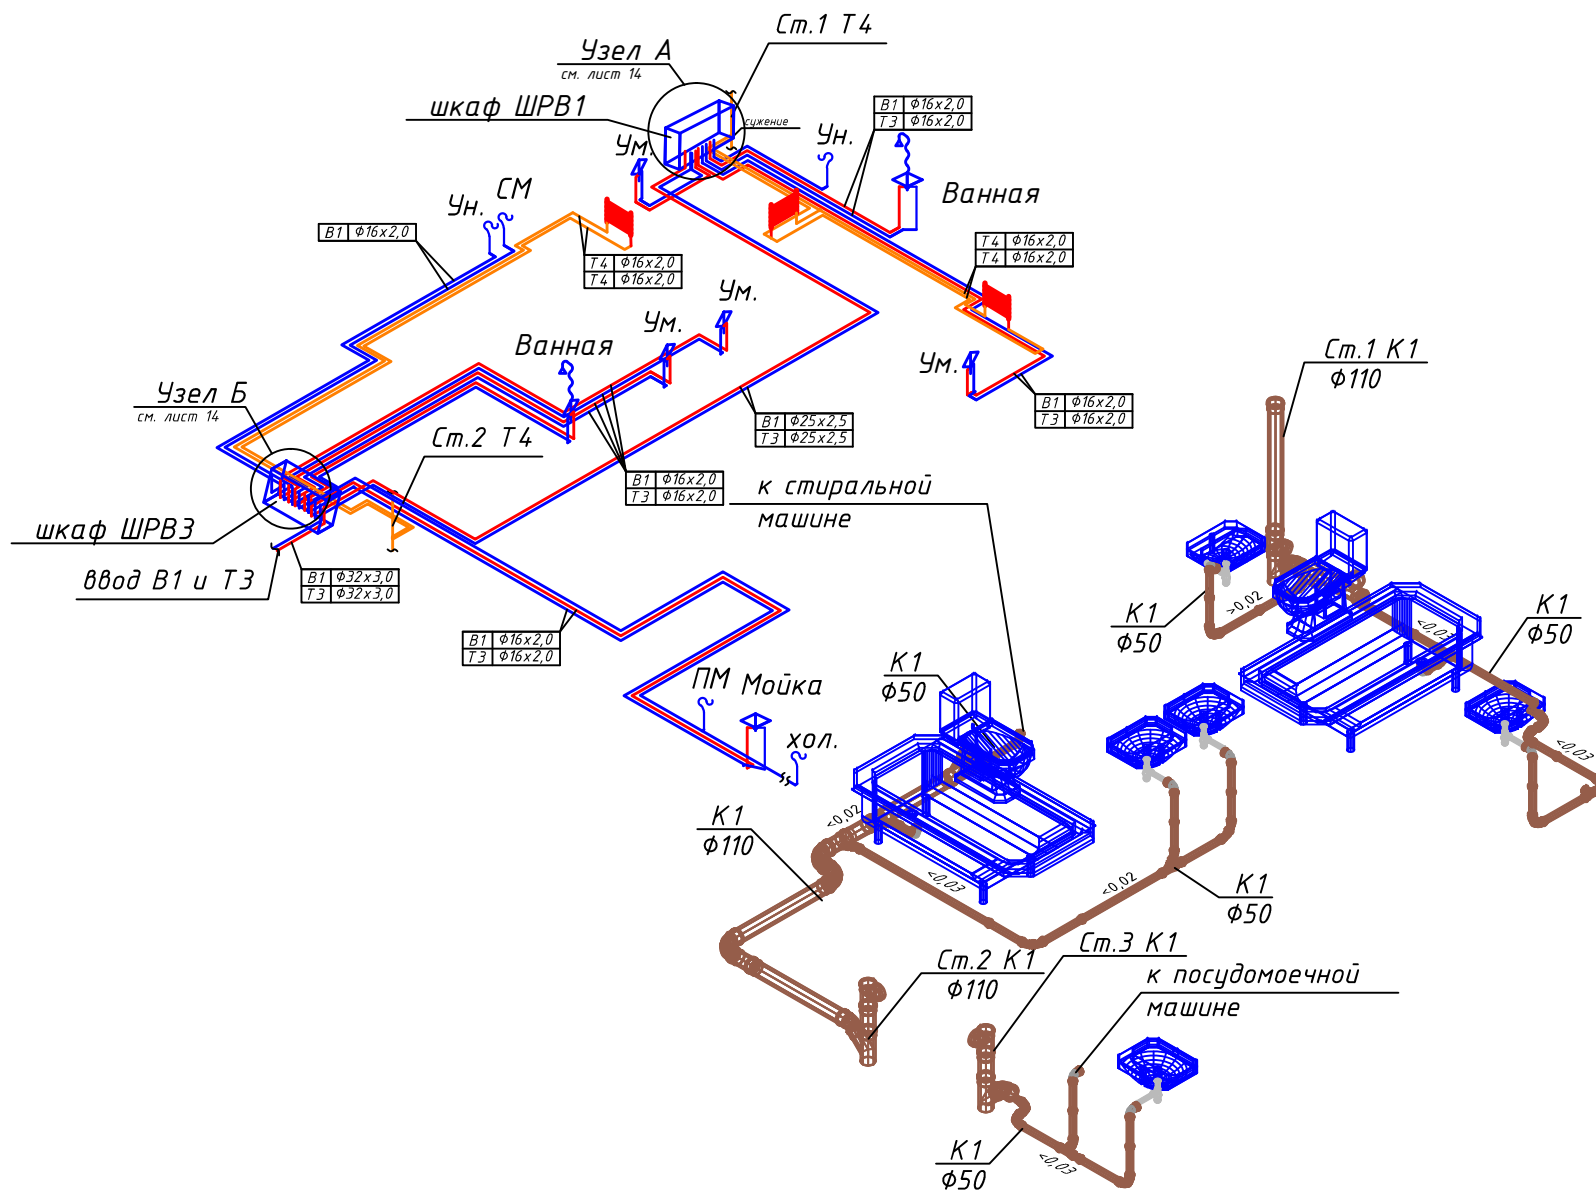 Ст.1 Т4
Узел А
см. лист 14
шкаф ШРВ1
сужение
Ум.
Ун.
В1 Ф16х2,0
Т3 Ф16х2,0
Ванная
СМ
Ун.
В1 Ф16х2,0
Т4 Ф16х2,0
Т4 Ф16х2,0
Т4 Ф16х2,0
Т4 Ф16х2,0
Ум.
Ум.
Ванная
Ум.
В1 Ф16х2,0
Т3 Ф16х2,0
Ст.1 К1
Ф110
Узел Б
см. лист 14
Ст.2 Т4
В1 Ф25х2,5
Т3 Ф25х2,5
В1 Ф16х2,0
Т3 Ф16х2,0
к стиральной
машине
шкаф ШРВ3
ввод В1 и Т3
В1 Ф32х3,0
Т3 Ф32х3,0
В1 Ф16х2,0
Т3 Ф16х2,0
К1
Ф50
>0,02
<0,03
К1
Ф50
К1
Ф50
ПМ
Мойка
хол.
<0,03
К1
Ф110
<0,02
<0,03
<0,02
К1
Ф50
Ст.2 К1
Ф110
Ст.3 К1
к посудомоечной
машине
К1
Ф50
<0,03